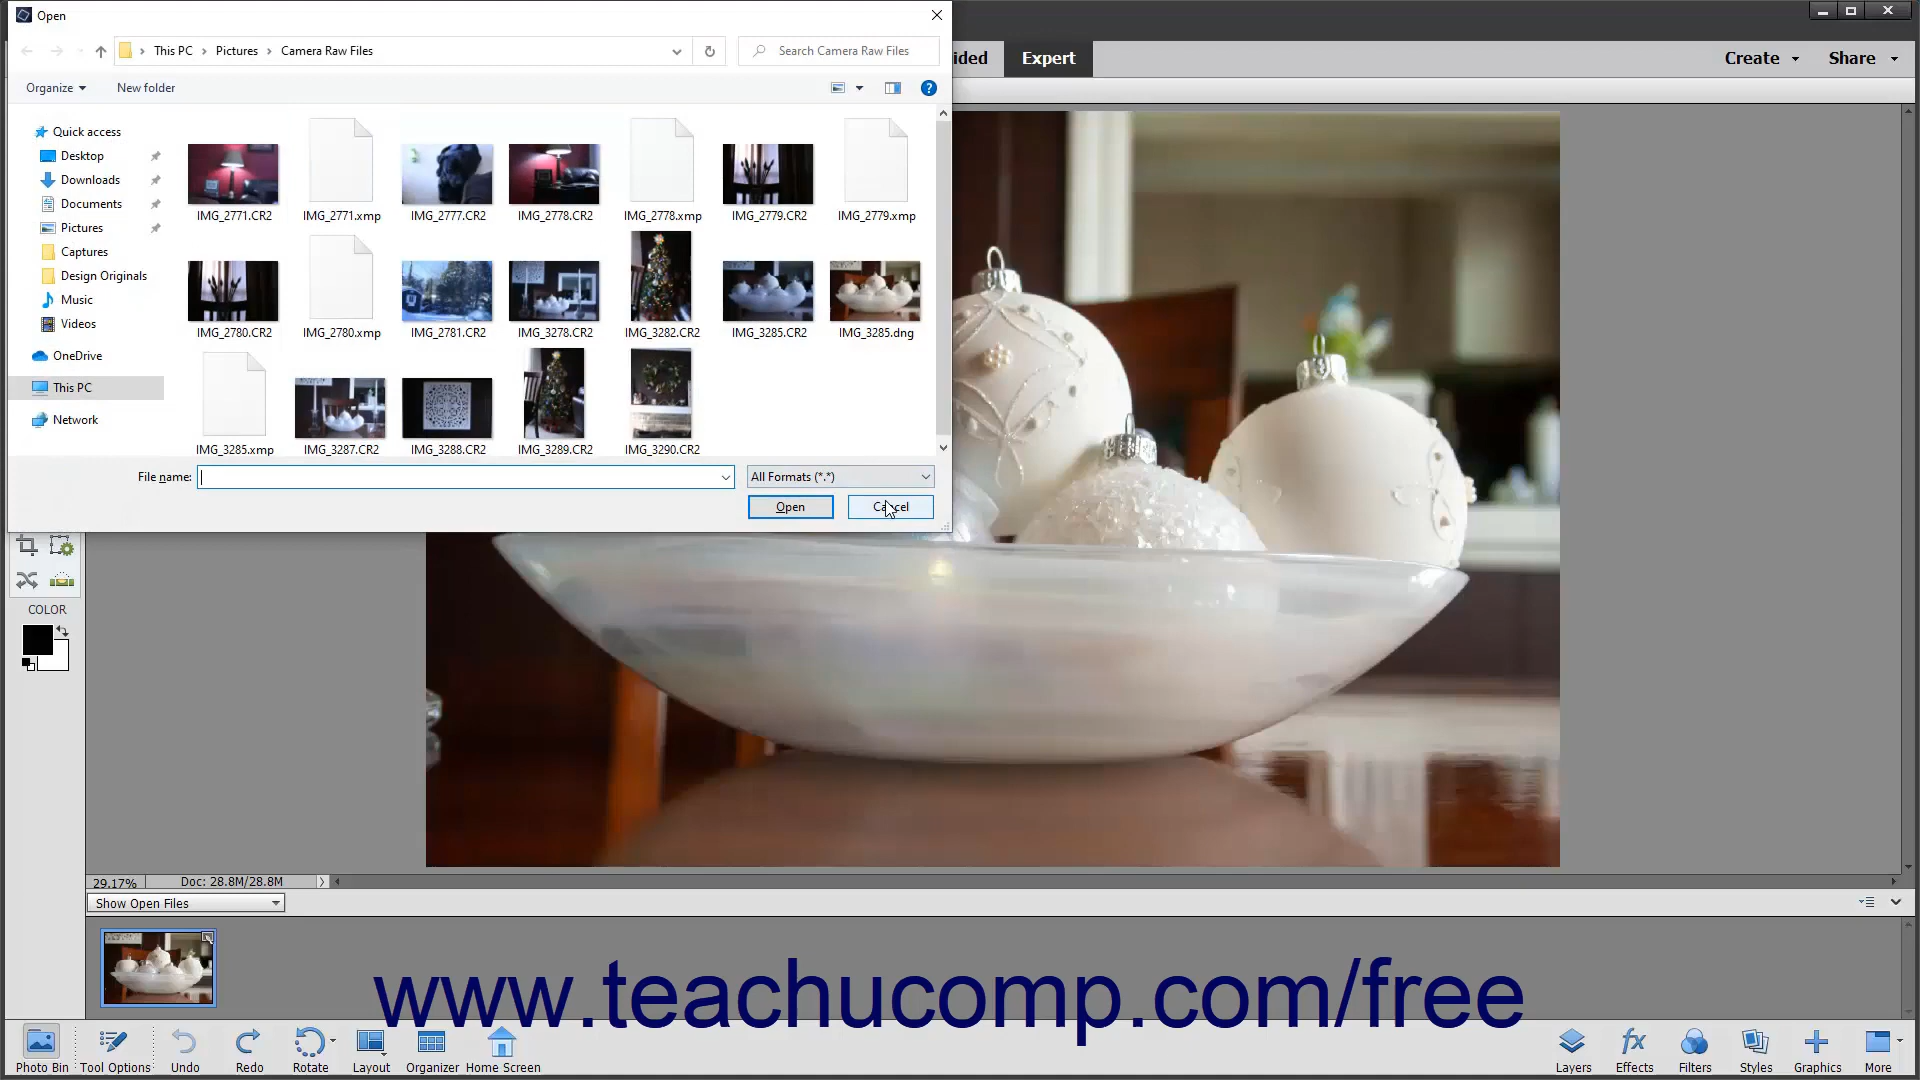 Open
This PC > Pictures > Camera Raw Files
Search Camera Raw Files
Organize
New folder
Quick access
Desktop
Downloads
Documents
Pictures
Captures
Design Originals
Music
Videos
OneDrive
This PC
Network
IMG_2771.CR2
IMG_2771.xmp
IMG_2777.CR2
IMG_2778.CR2
IMG_2778.xmp
IMG_2779.CR2
IMG_2779.xmp
IMG_2780.CR2
IMG_2780.xmp
IMG_2781.CR2
IMG_3278.CR2
IMG_3282.CR2
IMG_3285.CR2
IMG_3285.dng
IMG_3285.xmp
IMG_3287.CR2
IMG_3288.CR2
IMG_3289.CR2
IMG_3290.CR2
File name:
All Formats (*.*)
Open
Expert
Create
Share
COLOR
29.17%
Doc: 28.8M/28.8M
Show Open Files
www.teachucomp.com/free
Photo Bin
Tool Options
Undo
Redo
Rotate
Layout
Organizer
Home Screen
Layers
Effects
Filters
Styles
Graphics
More